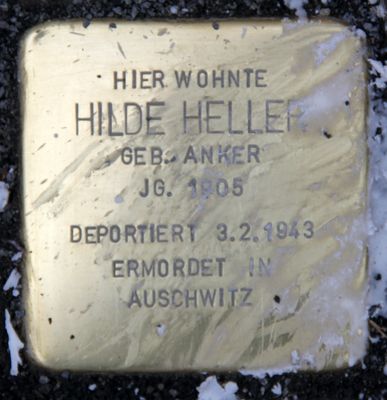 HIER WOHNTE
HILDE HELLER
GEB. ANKER
JG. 1905
DEPORTIERT 3.2.1943
ERMORDET IN
AUSCHWITZ